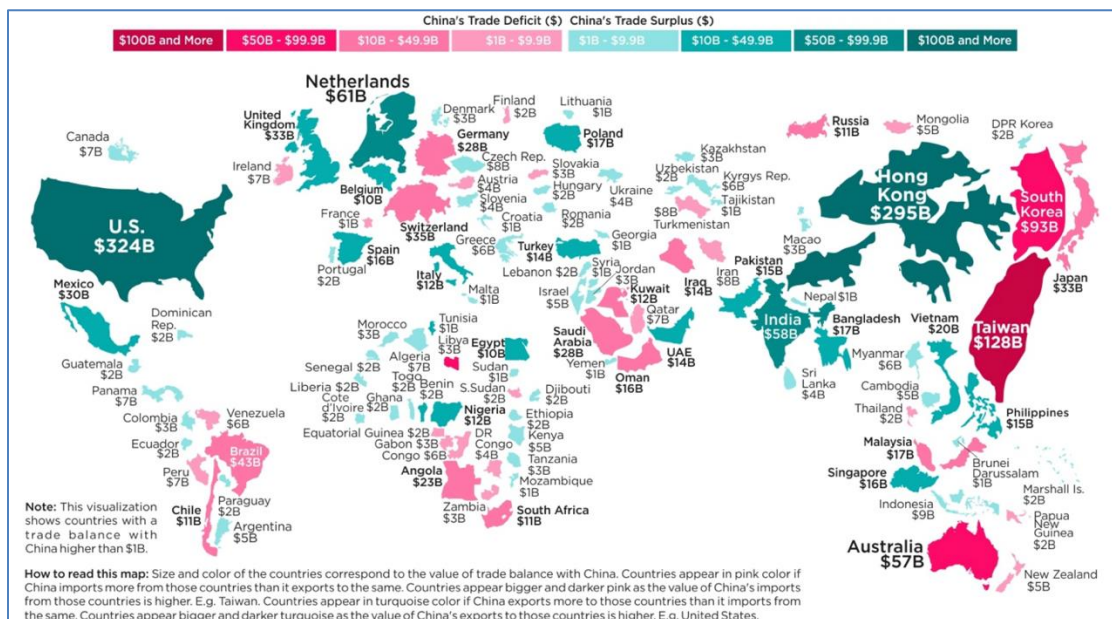 China's Trade Deficit ($) China's Trade Surplus ($)
$100B and More $50B - $99.9B $10B - $49.9B $1B - $9.9B $1B - $9.9B $10B - $49.9B $50B - $99.9B $100B and More
Canada
$7B
U.S.
$324B
Mexico
$30B
Dominican
Rep.
$2B
Guatemala
$2B
Panama
$7B
Colombia
$3B
Venezuela
$6B
Ecuador
$2B
Brazil
$43B
Peru
$7B
Paraguay
$2B
Chile
$11B
Argentina
$5B
Netherlands
$61B
United
Kingdom
$33B
Ireland
$7B
Denmark
$3B
Finland
$2B
Lithuania
$1B
Germany
$28B
Poland
$17B
Czech Rep.
$8B
Belgium
$10B
Austria
$4B
Slovakia
$3B
Hungary
$2B
Ukraine
$4B
Slovenia
$4B
France
$1B
Switzerland
$35B
Croatia
$1B
Romania
$2B
Georgia
$1B
Spain
$16B
Portugal
$2B
Greece
$6B
Italy
$12B
Malta
$1B
Turkey
$14B
Lebanon $2B
Syria
$1B
Jordan
$3B
Israel
$5B
Kuwait
$12B
Iraq
$14B
Iran
$8B
Qatar
$7B
Saudi
Arabia
$28B
UAE
$14B
Yemen
$1B
Oman
$16B
Kazakhstan
$3B
Uzbekistan
$2B
Kyrgys Rep.
$6B
Tajikistan
$1B
$8B
Turkmenistan
Morocco
$3B
Tunisia
$1B
Libya
$3B
Egypt
$10B
Algeria
$7B
Senegal $2B
Togo
$2B
Benin
$2B
Liberia $2B
Ghana
$2B
Cote
d'Ivoire
$2B
Nigeria
$12B
Sudan
$1B
S.Sudan
$2B
Djibouti
$2B
Ethiopia
$2B
Kenya
$5B
Equatorial Guinea $2B
Gabon $3B
Congo $6B
DR
Congo
$4B
Tanzania
$3B
Mozambique
$1B
Angola
$23B
Zambia
$3B
South Africa
$11B
Russia
$11B
Mongolia
$5B
DPR Korea
$2B
Hong
Kong
$295B
South
Korea
$93B
Japan
$33B
Macao
$3B
Pakistan
$15B
Nepal $1B
India
$58B
Bangladesh
$17B
Sri
Lanka
$4B
Vietnam
$20B
Taiwan
$128B
Myanmar
$6B
Cambodia
$5B
Thailand
$2B
Philippines
$15B
Malaysia
$17B
Singapore
$16B
Brunei
Darussalam
$1B
Indonesia
$9B
Marshall Is.
$2B
Papua
New
Guinea
$2B
Australia
$57B
New Zealand
$5B
Note: This visualization
shows countries with a
trade balance with
China higher than $1B.
How to read this map: Size and color of the countries correspond to the value of trade balance with China. Countries appear in pink color if
China imports more from those countries than it exports to the same. Countries appear bigger and darker pink as the value of China's imports
from those countries is higher. E.g. Taiwan. Countries appear in turquoise color if China exports more to those countries than it imports from
the same. Countries appear bigger and darker turquoise as the value of China's exports to those countries is higher. E.g. United States.